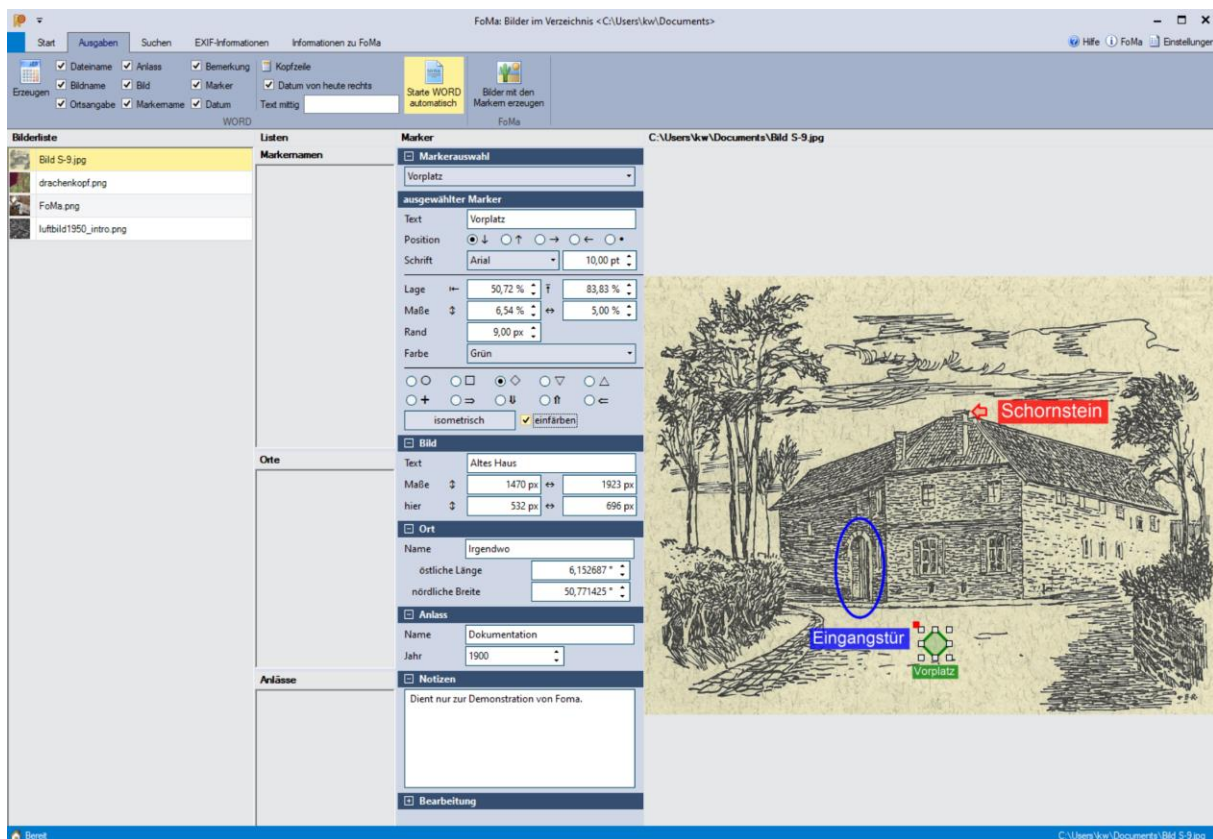 FoMa: Bilder im Verzeichnis <C:\Users\kw\Documents>
Start Ausgaben Suchen EXIF-Informationen Informationen zu FoMa Hilfe FoMa Einstellungen
Dateiname Anlass Bemerkung Kopfzeile
Erzeugen Bildname Bild Marker Datum von heute rechts Starte WORD automatisch Bilder mit den Markern erzeugen
Ortsangabe Markername Datum Text mittig
WORD FoMa
Bilderliste Listen Marker C:\Users\kw\Documents\Bild S-9.jpg
Bild S-9.jpg
drachenkopf.png
FoMa.png
luftbild1950_intro.png
Markernamen
Orte
Anlässe
Markerauswahl
Vorplatz
ausgewählter Marker
Text Vorplatz
Position
Schrift Arial 10,00 pt
Lage 50,72 % 83,83 %
Maße 6,54 % 5,00 %
Rand 9,00 px
Farbe Grün
isometrisch einfärben
Bild
Text Altes Haus
Maße 1470 px 1923 px
hier 532 px 696 px
Ort
Name Irgendwo
östliche Länge 6,152687 °
nördliche Breite 50,771425 °
Anlass
Name Dokumentation
Jahr 1900
Notizen
Dient nur zur Demonstration von Foma.
Bearbeitung
Schornstein
Eingangstür
Vorplatz
Bereit C:\Users\kw\Documents\Bild S-9.jpg